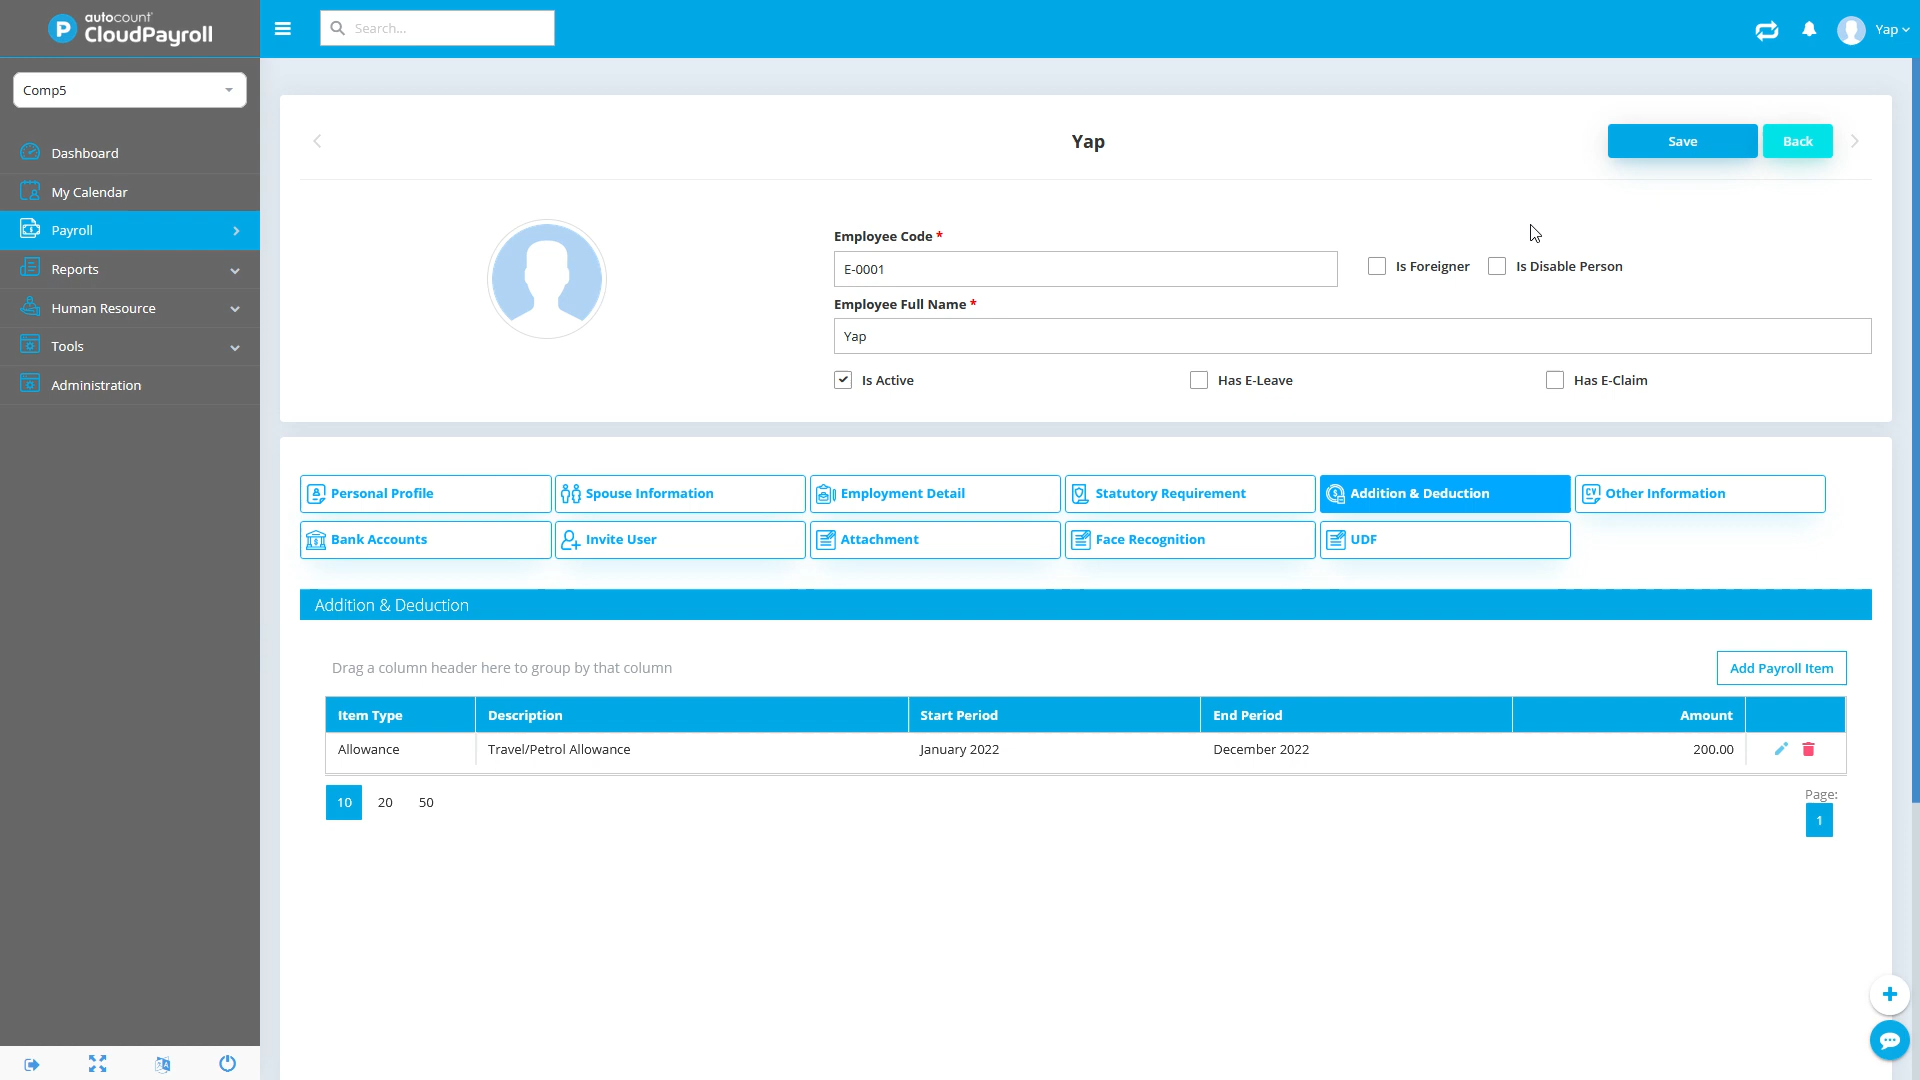 autocount
CloudPayroll
Search...
Yap
Comp5
Dashboard
My Calendar
Payroll
Reports
Human Resource
Tools
Administration
Yap
Save
Back
Employee Code *
E-0001
Is Foreigner
Is Disable Person
Employee Full Name *
Yap
Is Active
Has E-Leave
Has E-Claim
Personal Profile
Spouse Information
Employment Detail
Statutory Requirement
Addition & Deduction
Other Information
Bank Accounts
Invite User
Attachment
Face Recognition
UDF
Addition & Deduction
Drag a column header here to group by that column
Add Payroll Item
Item Type Description Start Period End Period Amount
Allowance Travel/Petrol Allowance January 2022 December 2022 200.00
10 20 50
Page:
1